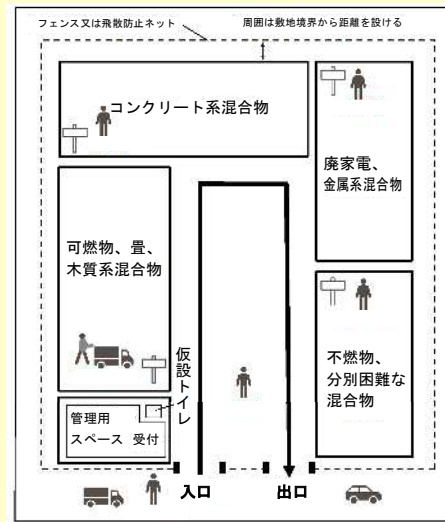 フェンス又は飛散防止ネット
周囲は敷地境界から距離を設ける
コンクリート系混合物
廃家電、
金属系混合物
可燃物、畳、
木質系混合物
仮設トイレ
不燃物、
分別困難な
混合物
管理用
スペース 受付
入口
出口